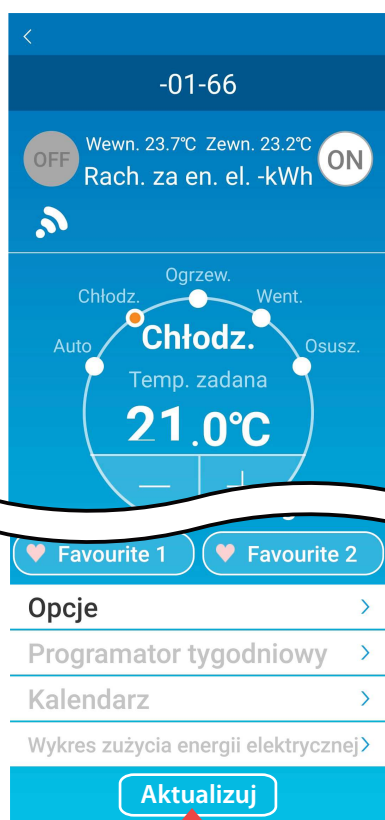 -01-66
OFF
Wewn. 23.7℃ Zewn. 23.2℃
Rach. za en. el. -kWh
ON
Ogrzew.
Chłodz.
Went.
Auto
Chłodz.
Osusz.
Temp. zadana
21.0℃
Favourite 1
Favourite 2
Opcje
Programator tygodniowy
Kalendarz
Wykres zużycia energii elektrycznej
Aktualizuj